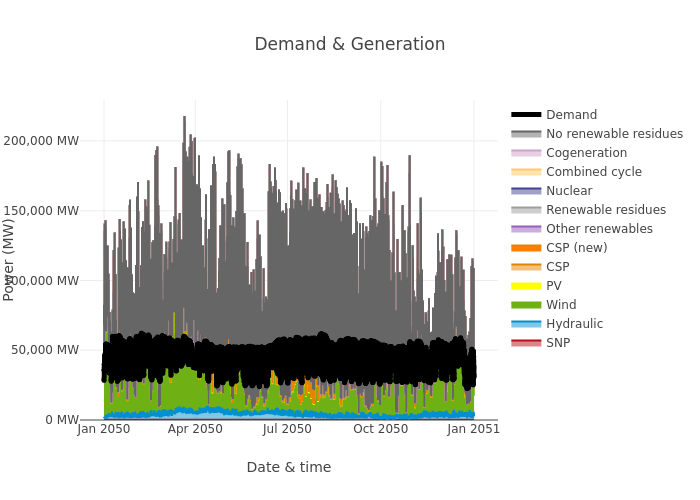 Demand & Generation
200,000 MW
150,000 MW
100,000 MW
50,000 MW
0 MW
Power (MW)
Jan 2050
Apr 2050
Jul 2050
Oct 2050
Jan 2051
Date & time
Demand
No renewable residues
Cogeneration
Combined cycle
Nuclear
Renewable residues
Other renewables
CSP (new)
CSP
PV
Wind
Hydraulic
SNP